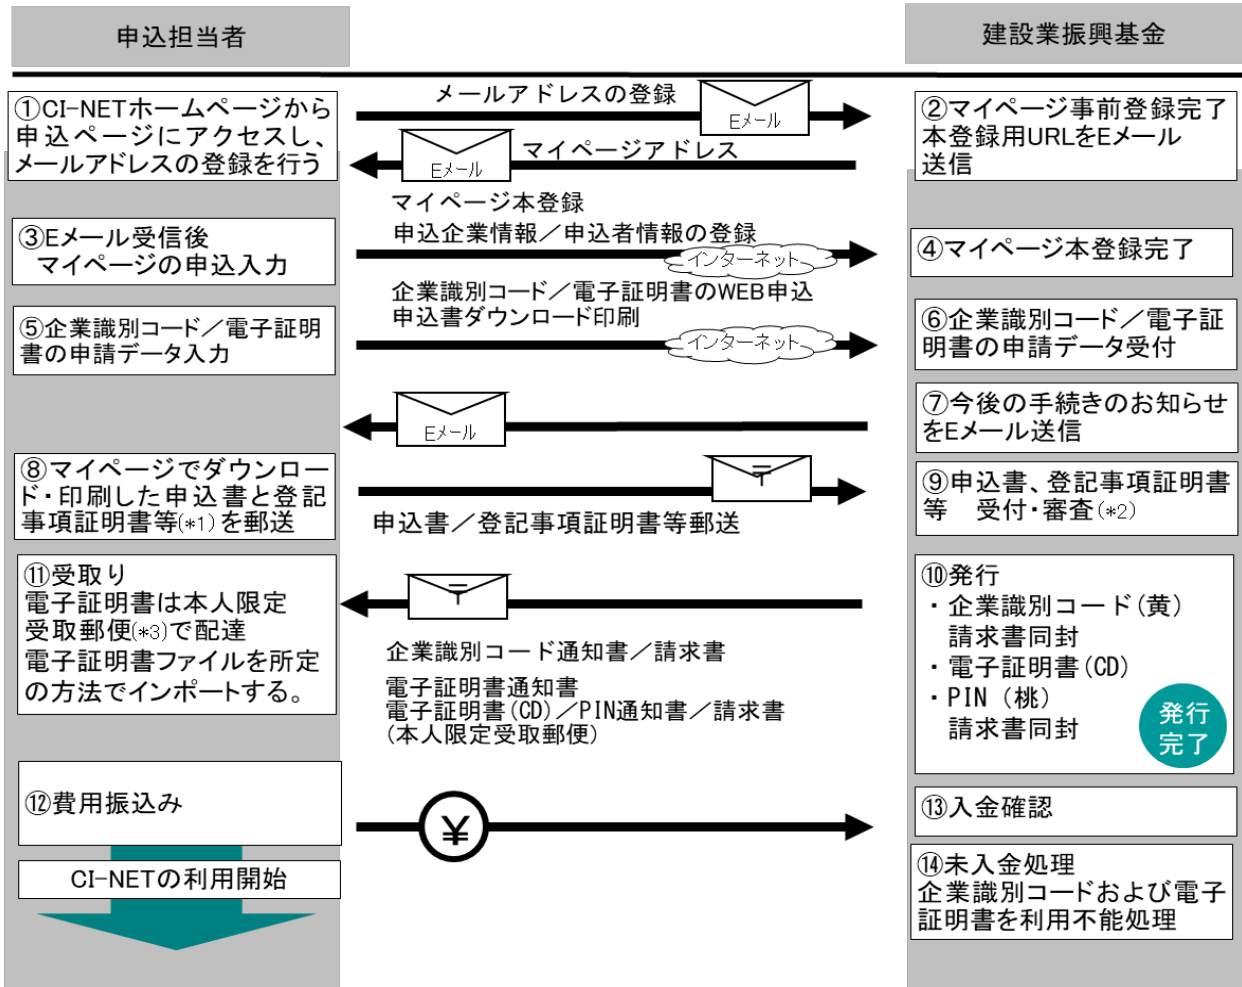 申込担当者
建設業振興基金
①CI-NETホームページから
申込ページにアクセスし、
メールアドレスの登録を行う
メールアドレスの登録
Eメール
②マイページ事前登録完了
本登録用URLをEメール
送信
Eメール
マイページアドレス
マイページ本登録
申込企業情報／申込者情報の登録
インターネット
③Eメール受信後
マイページの申込入力
④マイページ本登録完了
企業識別コード／電子証明書のWEB申込
申込書ダウンロード印刷
インターネット
⑤企業識別コード／電子証明
書の申請データ入力
⑥企業識別コード／電子証
明書の申請データ受付
⑦今後の手続きのお知らせ
をEメール送信
Eメール
⑧マイページでダウンロー
ド・印刷した申込書と登記
事項証明書等(*1)を郵送
〒
申込書／登記事項証明書等郵送
⑨申込書、登記事項証明書
等　受付・審査(*2)
⑪受取り
電子証明書は本人限定
受取郵便(*3)で配達
電子証明書ファイルを所定
の方法でインポートする。
〒
企業識別コード通知書／請求書
電子証明書通知書
電子証明書(CD)／PIN通知書／請求書
(本人限定受取郵便)
⑩発行
・企業識別コード(黄)
請求書同封
・電子証明書(CD)
・PIN（桃）
請求書同封
発行
完了
⑫費用振込み
¥
⑬入金確認
CI-NETの利用開始
⑭未入金処理
企業識別コードおよび電子
証明書を利用不能処理